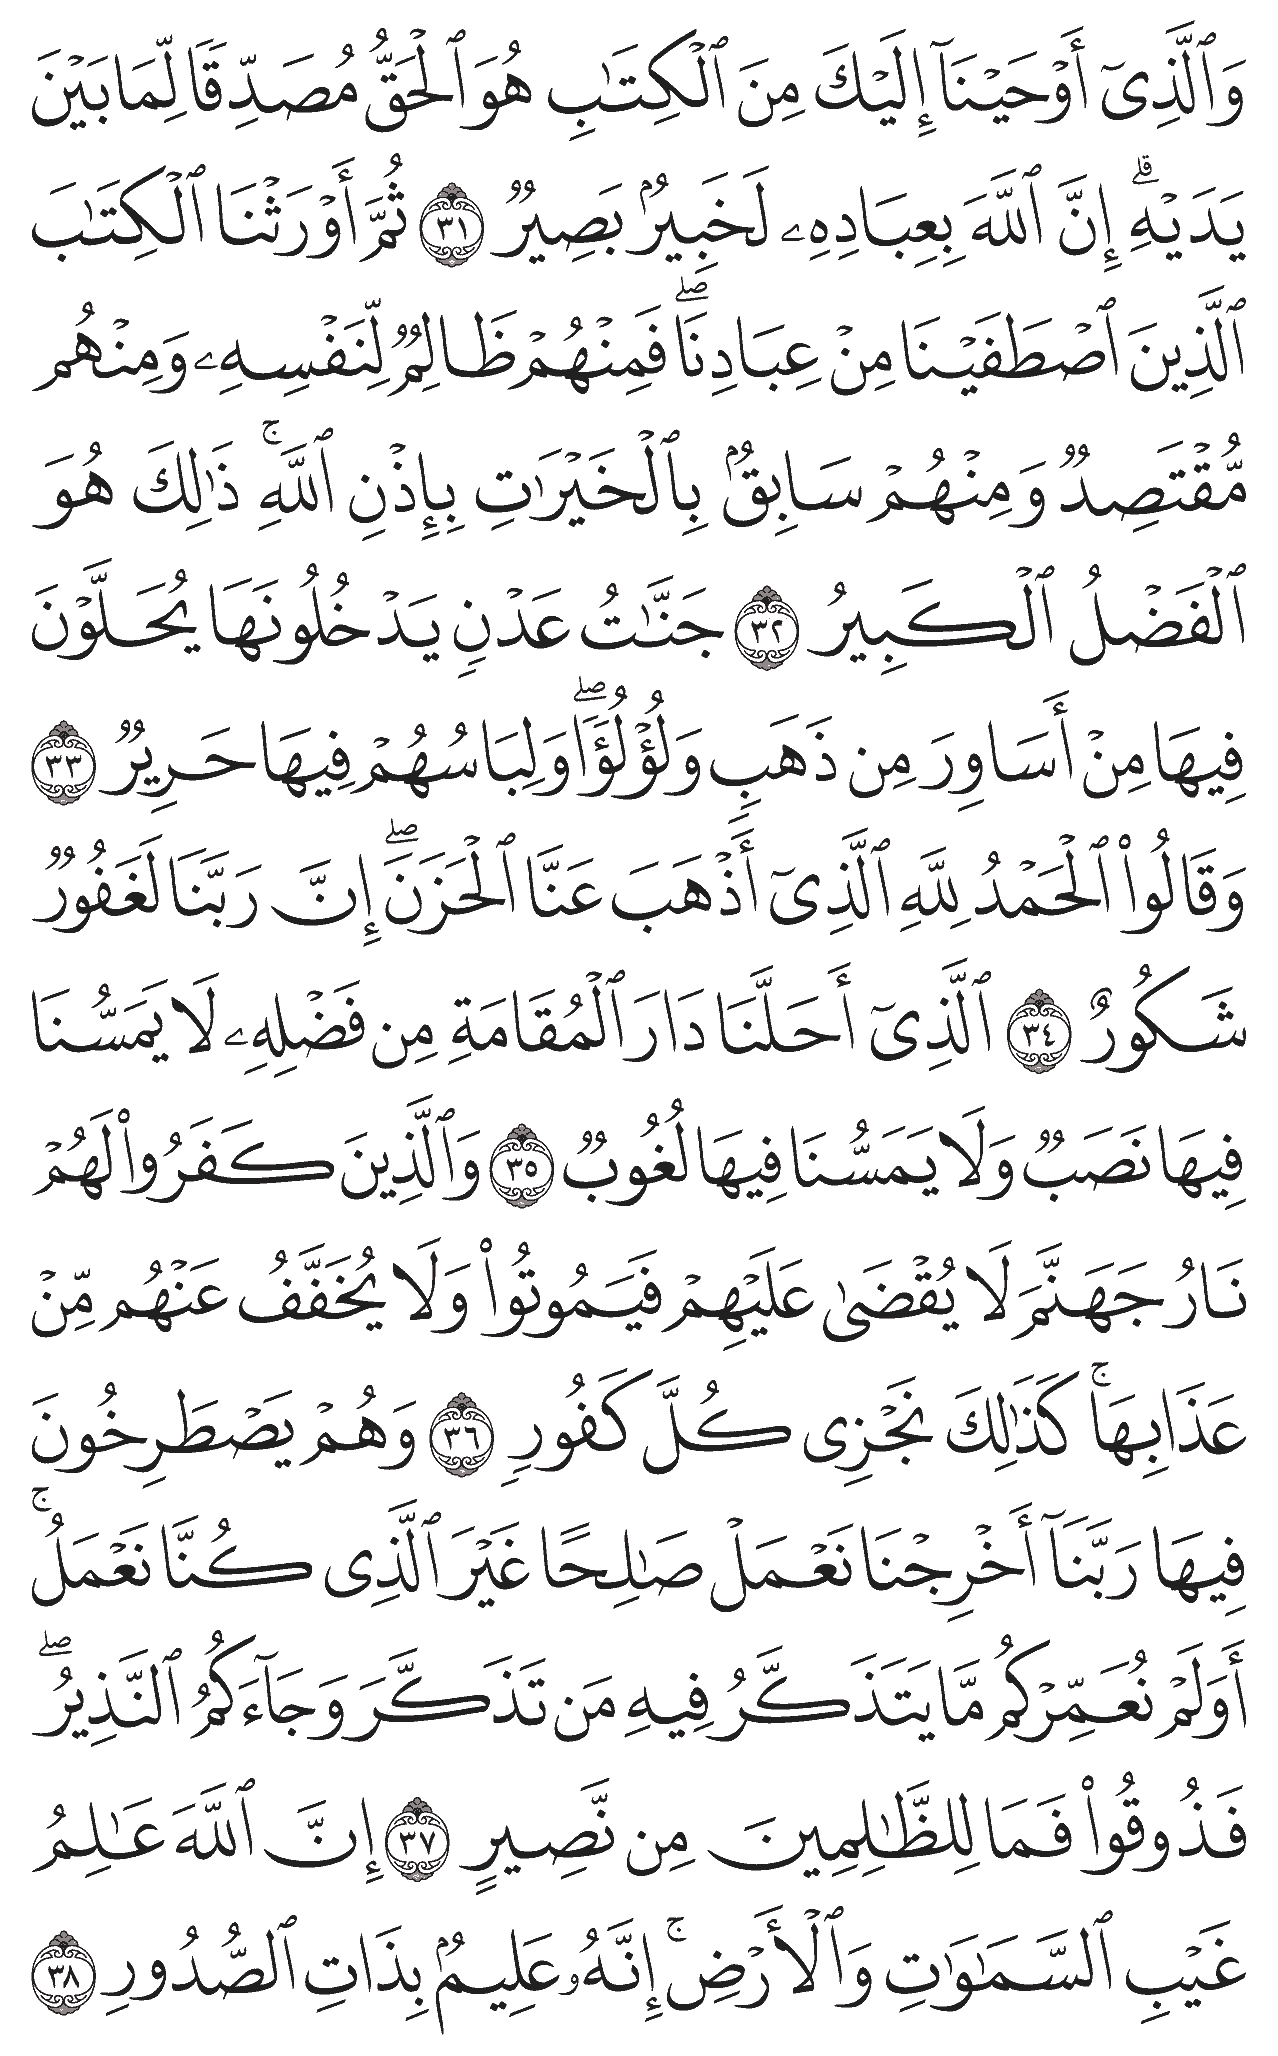 وَٱلَّذِىٓ أَوۡحَيۡنَآ إِلَيۡكَ مِنَ ٱلۡكِتَٰبِ هُوَ ٱلۡحَقُّ مُصَدِّقٗا لِّمَا بَيۡنَ
يَدَيۡهِۗ إِنَّ ٱللَّهَ بِعِبَادِهِۦ لَخَبِيرُۢ بَصِيرٞ ٣١ ثُمَّ أَوۡرَثۡنَا ٱلۡكِتَٰبَ
ٱلَّذِينَ ٱصۡطَفَيۡنَا مِنۡ عِبَادِنَاۖ فَمِنۡهُمۡ ظَالِمٞ لِّنَفۡسِهِۦ وَمِنۡهُم
مُّقۡتَصِدٞ وَمِنۡهُمۡ سَابِقُۢ بِٱلۡخَيۡرَٰتِ بِإِذۡنِ ٱللَّهِۚ ذَٰلِكَ هُوَ
ٱلۡفَضۡلُ ٱلۡكَبِيرُ ٣٢ جَنَّٰتُ عَدۡنٖ يَدۡخُلُونَهَا يُحَلَّوۡنَ
فِيهَا مِنۡ أَسَاوِرَ مِن ذَهَبٖ وَلُؤۡلُؤٗاۖ وَلِبَاسُهُمۡ فِيهَا حَرِيرٞ ٣٣
وَقَالُواْ ٱلۡحَمۡدُ لِلَّهِ ٱلَّذِىٓ أَذۡهَبَ عَنَّا ٱلۡحَزَنَۖ إِنَّ رَبَّنَا لَغَفُورٞ
شَكُورٌ ٣٤ ٱلَّذِىٓ أَحَلَّنَا دَارَ ٱلۡمُقَامَةِ مِن فَضۡلِهِۦ لَا يَمَسُّنَا
فِيهَا نَصَبٞ وَلَا يَمَسُّنَا فِيهَا لُغُوبٞ ٣٥ وَٱلَّذِينَ كَفَرُواْ لَهُمۡ
نَارُ جَهَنَّمَ لَا يُقۡضَىٰ عَلَيۡهِمۡ فَيَمُوتُواْ وَلَا يُخَفَّفُ عَنۡهُم مِّنۡ
عَذَابِهَاۚ كَذَٰلِكَ نَجۡزِى كُلَّ كَفُورٖ ٣٦ وَهُمۡ يَصۡطَرِخُونَ
فِيهَا رَبَّنَآ أَخۡرِجۡنَا نَعۡمَلۡ صَٰلِحًا غَيۡرَ ٱلَّذِى كُنَّا نَعۡمَلُۚ
أَوَلَمۡ نُعَمِّرۡكُم مَّا يَتَذَكَّرُ فِيهِ مَن تَذَكَّرَ وَجَآءَكُمُ ٱلنَّذِيرُۖ
فَذُوقُواْ فَمَا لِلظَّٰلِمِينَ مِن نَّصِيرٍ ٣٧ إِنَّ ٱللَّهَ عَٰلِمُ
غَيۡبِ ٱلسَّمَٰوَٰتِ وَٱلۡأَرۡضِۚ إِنَّهُۥ عَلِيمُۢ بِذَاتِ ٱلصُّدُورِ ٣٨